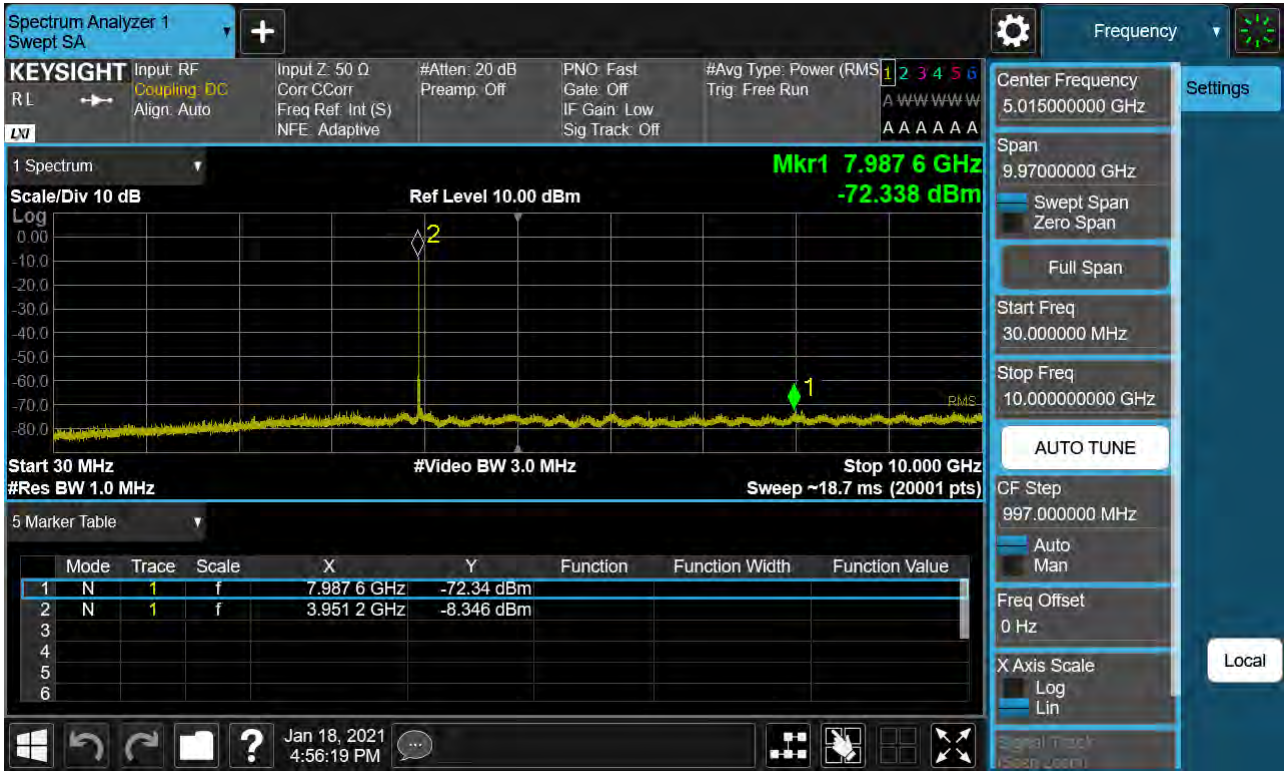 Spectrum Analyzer 1
Swept SA
+
Frequency
KEYSIGHT
RL
LXI
Input: RF
Coupling: DC
Align: Auto
Input Z: 50 Ω
Corr CCorr
Freq Ref: Int (S)
NFE: Adaptive
#Atten: 20 dB
Preamp: Off
PNO: Fast
Gate: Off
IF Gain: Low
Sig Track: Off
#Avg Type: Power (RMS
Trig: Free Run
1 2 3 4 5 6
A W W W W W
A A A A A A
1 Spectrum
Scale/Div 10 dB
Ref Level 10.00 dBm
Mkr1 7.987 6 GHz
-72.338 dBm
Log
0.00
-10.0
-20.0
-30.0
-40.0
-50.0
-60.0
-70.0
-80.0
2
1
RMS
Start 30 MHz
#Video BW 3.0 MHz
Stop 10.000 GHz
#Res BW 1.0 MHz
Sweep ~18.7 ms (20001 pts)
5 Marker Table
Mode Trace Scale X Y Function Function Width Function Value
1 N 1 f 7.987 6 GHz -72.34 dBm
2 N 1 f 3.951 2 GHz -8.346 dBm
3
4
5
6
Center Frequency
5.015000000 GHz
Span
9.97000000 GHz
Swept Span
Zero Span
Full Span
Start Freq
30.000000 MHz
Stop Freq
10.000000000 GHz
AUTO TUNE
CF Step
997.000000 MHz
Auto
Man
Freq Offset
0 Hz
X Axis Scale
Log
Lin
Signal Track
(Span Zoom)
Settings
Local
?
Jan 18, 2021
4:56:19 PM